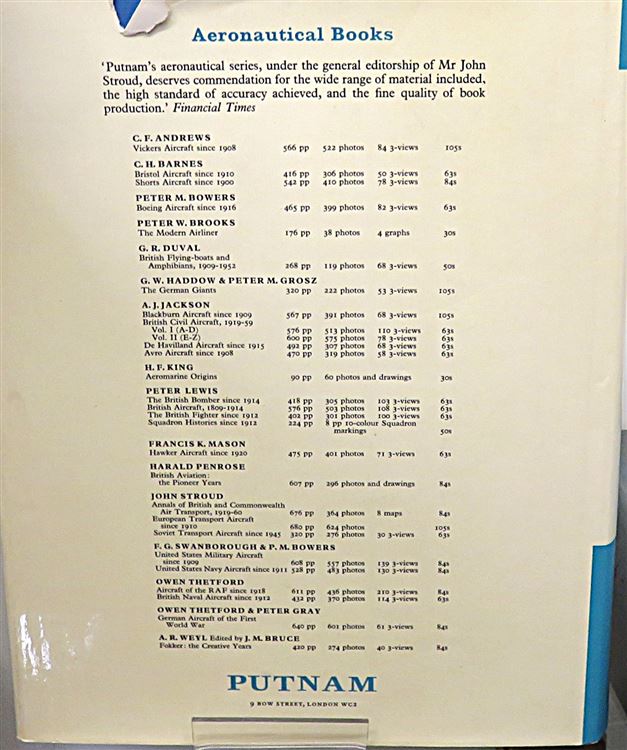 Aeronautical Books
'Putnam's aeronautical series, under the general editorship of Mr John
Stroud, deserves commendation for the wide range of material included,
the high standard of accuracy achieved, and the fine quality of book
production.' Financial Times
C. F. ANDREWS
Vickers Aircraft since 1908 566 pp 522 photos 84 3-views 105s
C. H. BARNES
Bristol Aircraft since 1910 416 pp 306 photos 50 3-views 63s
Shorts Aircraft since 1900 542 pp 410 photos 78 3-views 84s
PETER M. BOWERS
Boeing Aircraft since 1916 465 pp 399 photos 82 3-views 63s
PETER W. BROOKS
The Modern Airliner 176 pp 38 photos 4 graphs 30s
G. R. DUVAL
British Flying-boats and
Amphibians, 1909-1952 268 pp 119 photos 68 3-views 50s
G. W. HADDOW & PETER M. GROSZ
The German Giants 320 pp 222 photos 53 3-views 105s
A. J. JACKSON
Blackburn Aircraft since 1909 567 pp 391 photos 68 3-views 105s
British Civil Aircraft, 1919-59
Vol. I (A-D) 576 pp 513 photos 110 3-views 63s
Vol. II (E-Z) 600 pp 575 photos 78 3-views 63s
De Havilland Aircraft since 1915 492 pp 307 photos 68 3-views 63s
Avro Aircraft since 1908 470 pp 319 photos 58 3-views 63s
H. F. KING
Aeromarine Origins 90 pp 60 photos and drawings 30s
PETER LEWIS
The British Bomber since 1914 418 pp 305 photos 103 3-views 63s
British Aircraft, 1809-1914 576 pp 503 photos 108 3-views 63s
The British Fighter since 1912 402 pp 301 photos 100 3-views 63s
Squadron Histories since 1912 224 pp 8 pp 10-colour Squadron
markings 50s
FRANCIS K. MASON
Hawker Aircraft since 1920 475 pp 401 photos 71 3-views 63s
HARALD PENROSE
British Aviation:
the Pioneer Years 607 pp 296 photos and drawings 84s
JOHN STROUD
Annals of British and Commonwealth
Air Transport, 1919-60 676 pp 364 photos 8 maps 84s
European Transport Aircraft
since 1910 680 pp 624 photos 105s
Soviet Transport Aircraft since 1945 320 pp 276 photos 30 3-views 63s
F. G. SWANBOROUGH & P. M. BOWERS
United States Military Aircraft
since 1909 608 pp 557 photos 139 3-views 84s
United States Navy Aircraft since 1911 528 pp 483 photos 130 3-views 84s
OWEN THETFORD
Aircraft of the RAF since 1918 611 pp 436 photos 210 3-views 84s
British Naval Aircraft since 1912 432 pp 370 photos 114 3-views 63s
OWEN THETFORD & PETER GRAY
German Aircraft of the First
World War 640 pp 601 photos 61 3-views 84s
A. R. WEYL Edited by J. M. BRUCE
Fokker: the Creative Years 420 pp 274 photos 40 3-views 84s
PUTNAM
9 BOW STREET, LONDON WC2